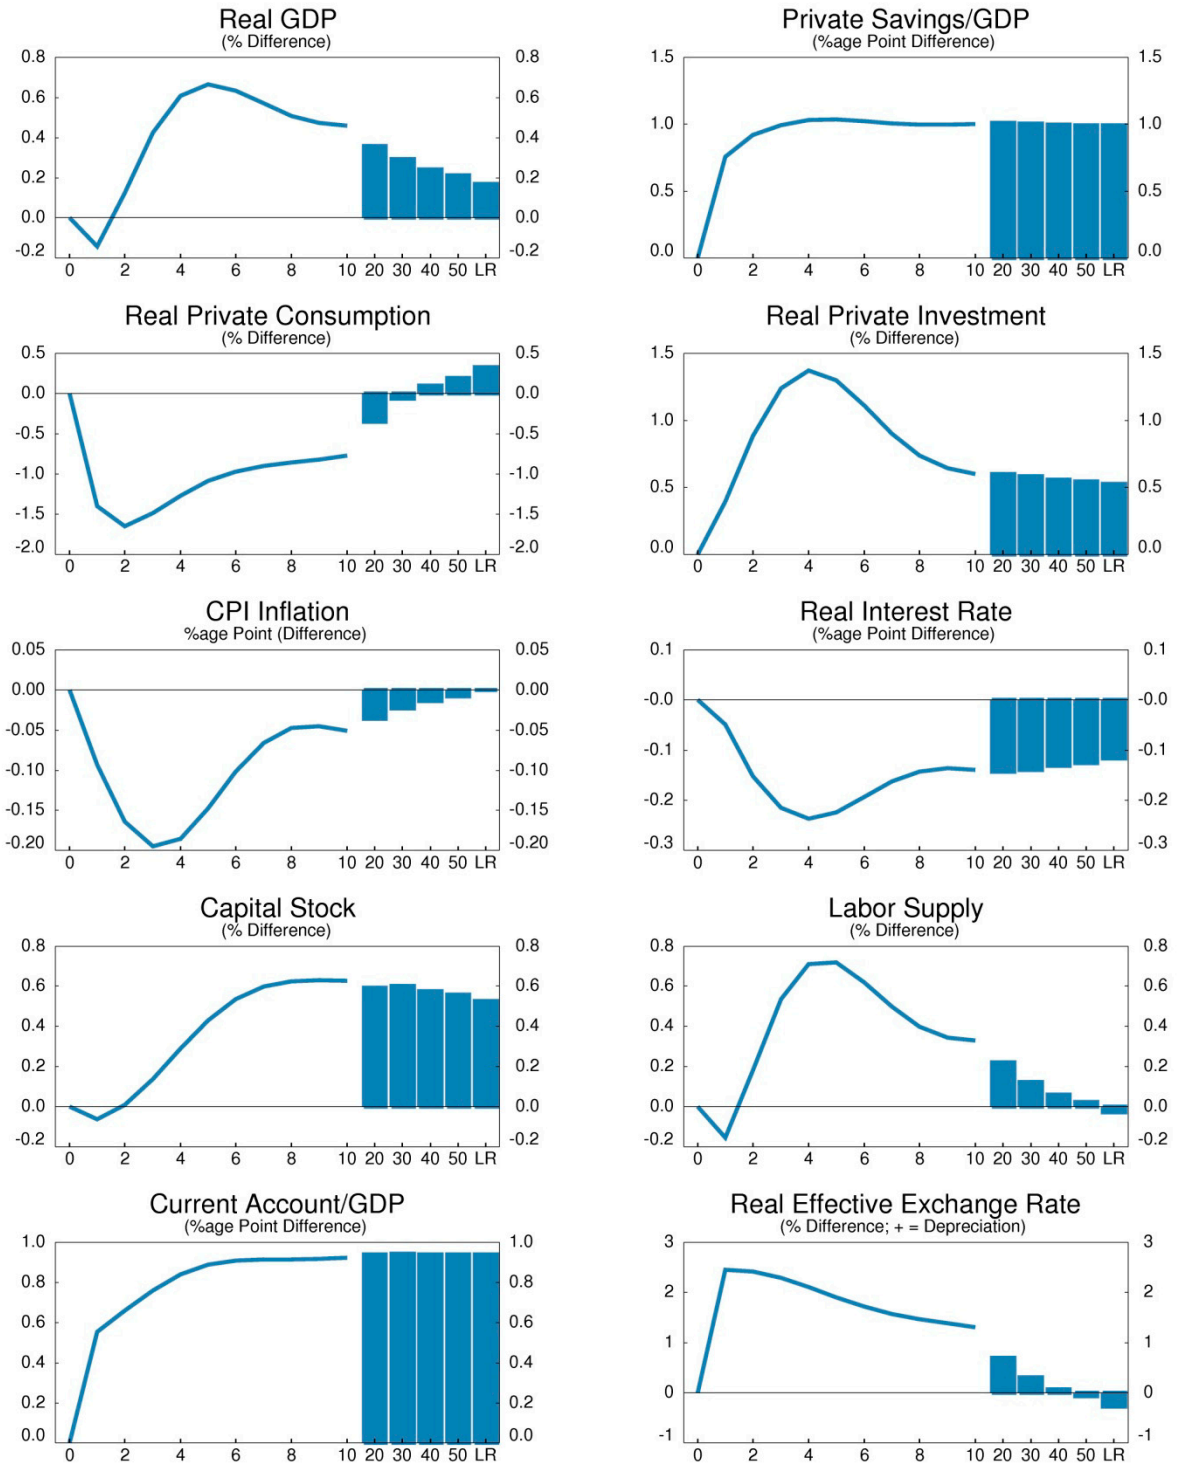 Real GDP
(% Difference)
0.8 0.8
0.6 0.6
0.4 0.4
0.2 0.2
0.0 0.0
-0.2 -0.2
0 2 4 6 8 10 20 30 40 50 LR
Private Savings/GDP
(%age Point Difference)
1.5 1.5
1.0 1.0
0.5 0.5
0.0 0.0
0 2 4 6 8 10 20 30 40 50 LR
Real Private Consumption
(% Difference)
0.5 0.5
0.0 0.0
-0.5 -0.5
-1.0 -1.0
-1.5 -1.5
-2.0 -2.0
0 2 4 6 8 10 20 30 40 50 LR
Real Private Investment
(% Difference)
1.5 1.5
1.0 1.0
0.5 0.5
0.0 0.0
0 2 4 6 8 10 20 30 40 50 LR
CPI Inflation
%age Point (Difference)
0.05 0.05
0.00 0.00
-0.05 -0.05
-0.10 -0.10
-0.15 -0.15
-0.20 -0.20
0 2 4 6 8 10 20 30 40 50 LR
Real Interest Rate
(%age Point Difference)
0.1 0.1
-0.0 -0.0
-0.1 -0.1
-0.2 -0.2
-0.3 -0.3
0 2 4 6 8 10 20 30 40 50 LR
Capital Stock
(% Difference)
0.8 0.8
0.6 0.6
0.4 0.4
0.2 0.2
0.0 0.0
-0.2 -0.2
0 2 4 6 8 10 20 30 40 50 LR
Labor Supply
(% Difference)
0.8 0.8
0.6 0.6
0.4 0.4
0.2 0.2
0.0 0.0
-0.2 -0.2
0 2 4 6 8 10 20 30 40 50 LR
Current Account/GDP
(%age Point Difference)
1.0 1.0
0.8 0.8
0.6 0.6
0.4 0.4
0.2 0.2
0.0 0.0
0 2 4 6 8 10 20 30 40 50 LR
Real Effective Exchange Rate
(% Difference; + = Depreciation)
3 3
2 2
1 1
0 0
-1 -1
0 2 4 6 8 10 20 30 40 50 LR